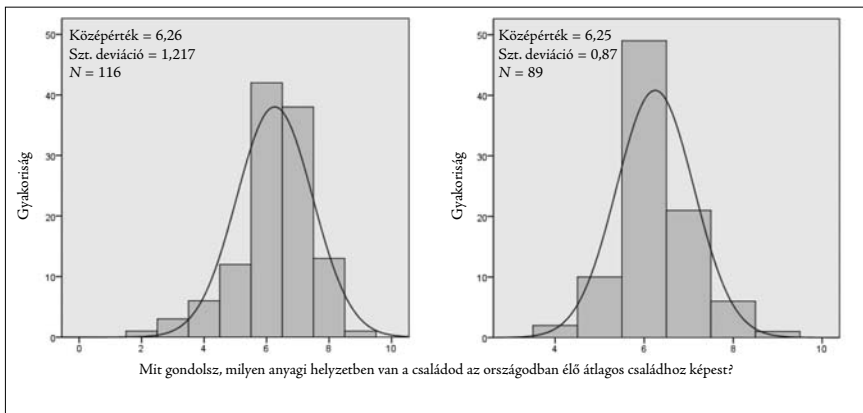 Középérték = 6,26
Szt. deviáció = 1,217
N = 116
Gyakoriság
50
40
30
20
10
0
0 2 4 6 8 10
Középérték = 6,25
Szt. deviáció = 0,87
N = 89
Gyakoriság
50
40
30
20
10
0
4 6 8 10
Mit gondolsz, milyen anyagi helyzetben van a családod az országodban élő átlagos családhoz képest?